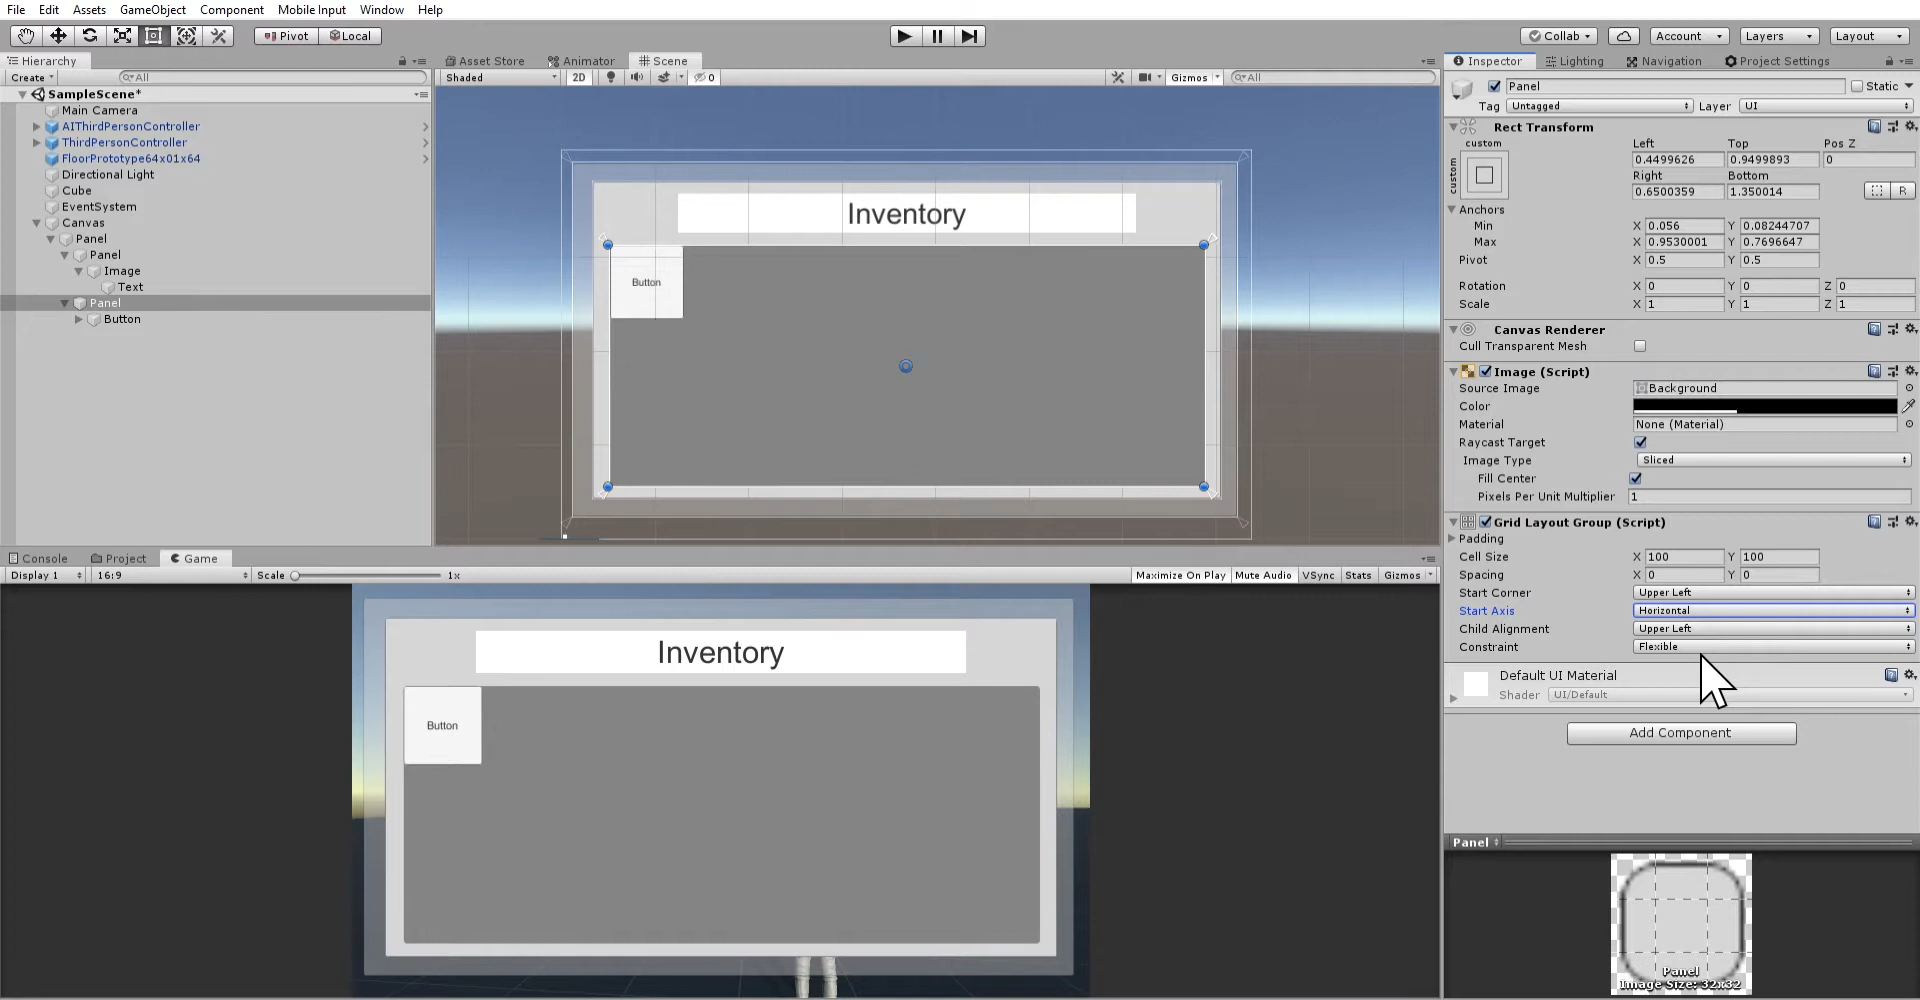 File Edit Assets GameObject Component Mobile Input Window Help
Pivot Local Collab Account Layers Layout
Hierarchy
Create All
SampleScene*
Main Camera
AIThirdPersonController
ThirdPersonController
FloorPrototype64x01x64
Directional Light
Cube
EventSystem
Canvas
Panel
Panel
Image
Text
Panel
Button
Asset Store Animator Scene
Shaded 2D 0 Gizmos All
Inventory
Button
Console Project Game
Display 1 16:9 Scale 1x Maximize On Play Mute Audio VSync Stats Gizmos
Inventory
Button
Inspector Lighting Navigation Project Settings
Panel Static
Tag Untagged Layer UI
Rect Transform
custom Left Top Pos Z
custom
0.4499626 0.9499893 0
Right Bottom
0.6500359 1.350014 R
Anchors
Min X 0.056 Y 0.08244707
Max X 0.9530001 Y 0.7696647
Pivot X 0.5 Y 0.5
Rotation X 0 Y 0 Z 0
Scale X 1 Y 1 Z 1
Canvas Renderer
Cull Transparent Mesh
Image (Script)
Source Image Background
Color
Material None (Material)
Raycast Target
Image Type Sliced
Fill Center
Pixels Per Unit Multiplier 1
Grid Layout Group (Script)
Padding
Cell Size X 100 Y 100
Spacing X 0 Y 0
Start Corner Upper Left
Start Axis Horizontal
Child Alignment Upper Left
Constraint Flexible
Default UI Material
Shader UI/Default
Add Component
Panel
Panel
Image Size: 32x32